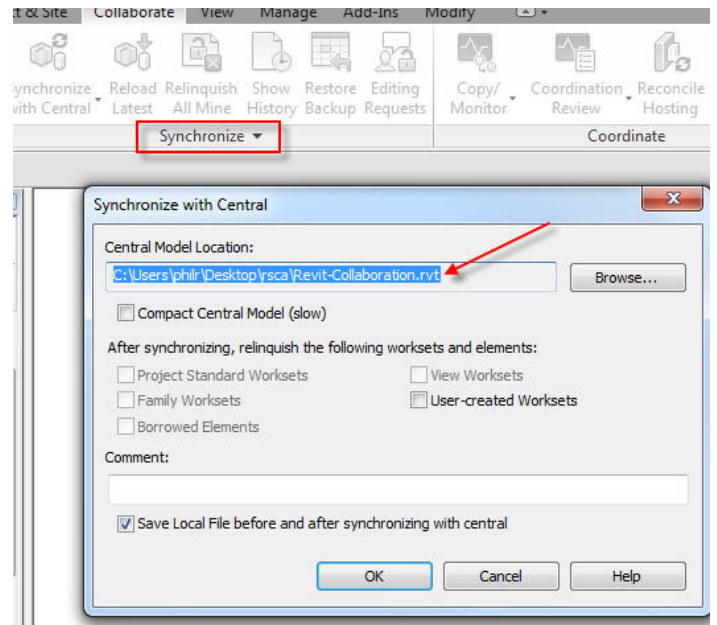 ct & Site Collaborate View Manage Add-Ins Modify
ynchronize Reload Relinquish Show Restore Editing Copy/ Coordination Reconcile
with Central Latest All Mine History Backup Requests Monitor Review Hosting
Synchronize Coordinate
Synchronize with Central
Central Model Location:
C:\Users\philr\Desktop\rsca\Revit-Collaboration.rvt Browse...
Compact Central Model (slow)
After synchronizing, relinquish the following worksets and elements:
Project Standard Worksets View Worksets
Family Worksets User-created Worksets
Borrowed Elements
Comment:
Save Local File before and after synchronizing with central
OK Cancel Help